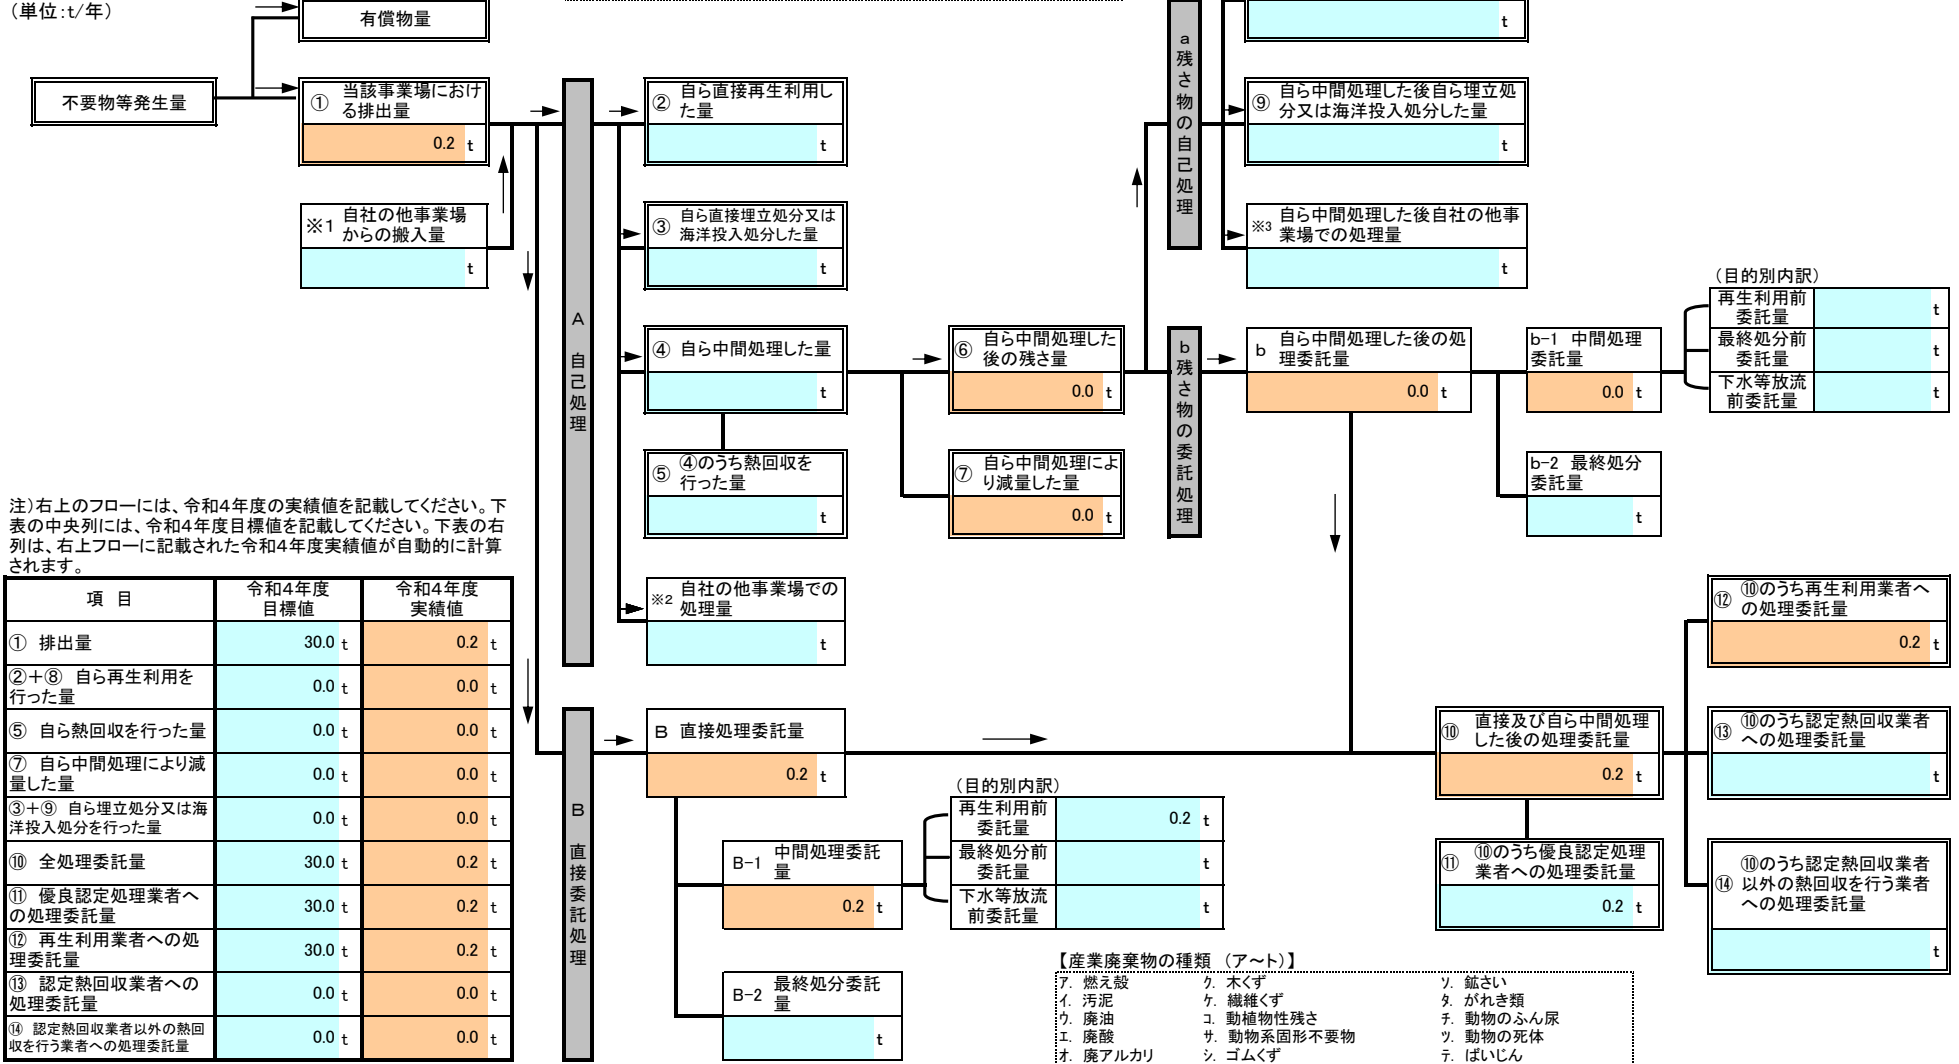 （単位：t/年）
有償物量
不要物等発生量
① 当該事業場におけ
る排出量
0.2 t
※1 自社の他事業場
からの搬入量
t
A 自己処理
② 自ら直接再生利用し
た量
t
③ 自ら直接埋立処分又は
海洋投入処分した量
t
④ 自ら中間処理した量
t
⑤ ④のうち熱回収を
行った量
t
※2 自社の他事業場での
処理量
t
⑥ 自ら中間処理した
後の残さ量
0.0 t
⑦ 自ら中間処理によ
り減量した量
0.0 t
a 残さ物の自己処理
t
⑨ 自ら中間処理した後自ら埋立処
分又は海洋投入処分した量
t
※3 自ら中間処理した後自社の他事
業場での処理量
t
b 残さ物の委託処理
b 自ら中間処理した後の処
理委託量
0.0 t
b-1 中間処理
委託量
0.0 t
b-2 最終処分
委託量
t
（目的別内訳）
再生利用前
委託量
t
最終処分前
委託量
t
下水等放流
前委託量
t
注）右上のフローには、令和4年度の実績値を記載してください。下
表の中央列には、令和4年度目標値を記載してください。下表の右
列は、右上フローに記載された令和4年度実績値が自動的に計算
されます。
項 目
令和4年度
目標値
令和4年度
実績値
① 排出量 30.0 t 0.2 t
②＋⑧ 自ら再生利用を
行った量 0.0 t 0.0 t
⑤ 自ら熱回収を行った量 0.0 t 0.0 t
⑦ 自ら中間処理により減
量した量 0.0 t 0.0 t
③＋⑨ 自ら埋立処分又は海
洋投入処分を行った量 0.0 t 0.0 t
⑩ 全処理委託量 30.0 t 0.2 t
⑪ 優良認定処理業者へ
の処理委託量 30.0 t 0.2 t
⑫ 再生利用業者への処
理委託量 30.0 t 0.2 t
⑬ 認定熱回収業者への
処理委託量 0.0 t 0.0 t
⑭ 認定熱回収業者以外の熱回
収を行う業者への処理委託量 0.0 t 0.0 t
B 直接委託処理
B 直接処理委託量
0.2 t
B-1 中間処理委託
量
0.2 t
B-2 最終処分委託
量
t
（目的別内訳）
再生利用前
委託量
0.2 t
最終処分前
委託量
t
下水等放流
前委託量
t
⑩ 直接及び自ら中間処理
した後の処理委託量
0.2 t
⑪ ⑩のうち優良認定処理
業者への処理委託量
0.2 t
⑫ ⑩のうち再生利用業者へ
の処理委託量
0.2 t
⑬ ⑩のうち認定熱回収業者
への処理委託量
t
⑭ ⑩のうち認定熱回収業者
以外の熱回収を行う業者
への処理委託量
t
【産業廃棄物の種類 （ア～ト）】
ア. 燃え殻 ク. 木くず ソ. 鉱さい
イ. 汚泥 ケ. 繊維くず タ. がれき類
ウ. 廃油 コ. 動植物性残さ チ. 動物のふん尿
エ. 廃酸 サ. 動物系固形不要物 ツ. 動物の死体
オ. 廃アルカリ シ. ゴムくず テ. ばいじん